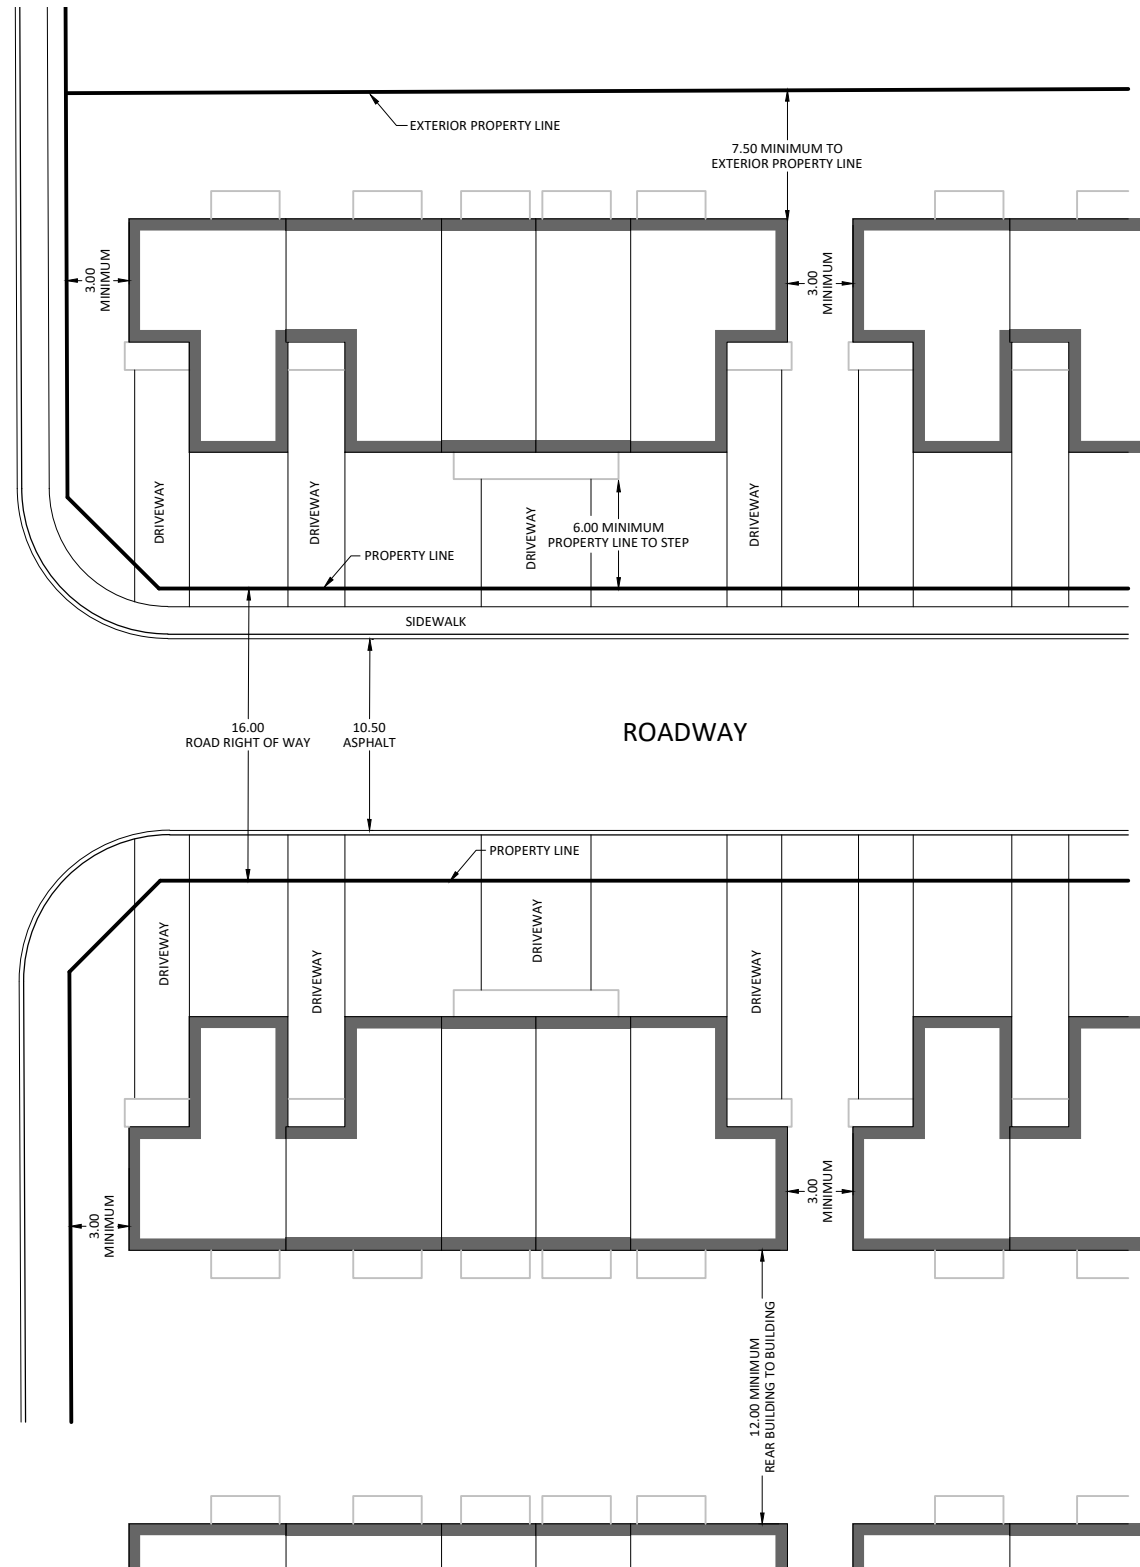 EXTERIOR PROPERTY LINE
7.50 MINIMUM TO
EXTERIOR PROPERTY LINE
3.00
MINIMUM
3.00
MINIMUM
DRIVEWAY
DRIVEWAY
DRIVEWAY
6.00 MINIMUM
PROPERTY LINE TO STEP
DRIVEWAY
PROPERTY LINE
SIDEWALK
16.00
ROAD RIGHT OF WAY
10.50
ASPHALT
ROADWAY
PROPERTY LINE
DRIVEWAY
DRIVEWAY
DRIVEWAY
DRIVEWAY
3.00
MINIMUM
3.00
MINIMUM
12.00 MINIMUM
REAR BUILDING TO BUILDING